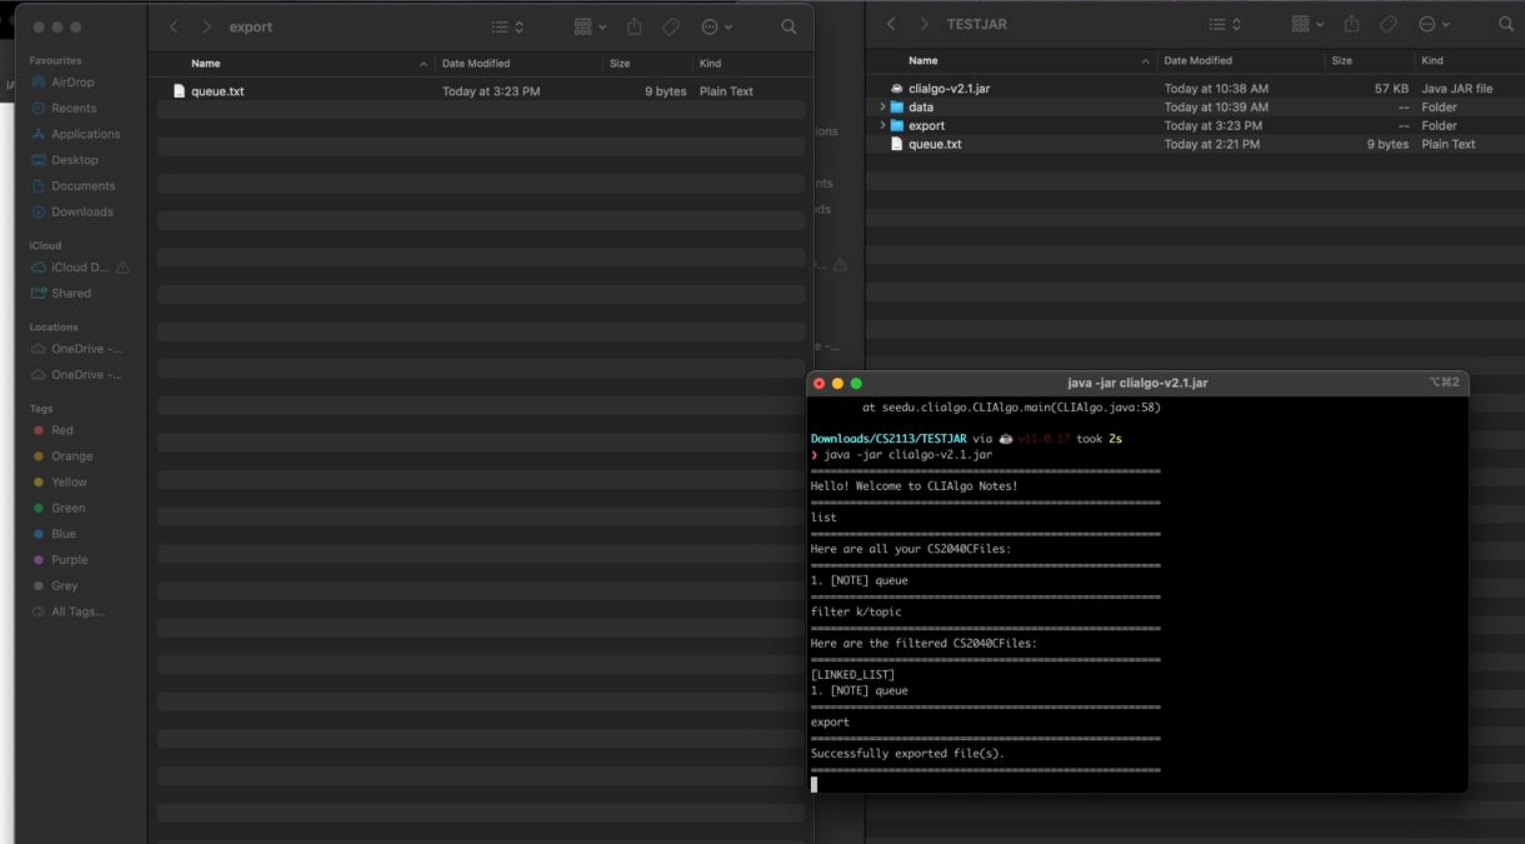 export
Favourites
AirDrop
Recents
Applications
Desktop
Documents
Downloads
iCloud
iCloud D...
Shared
Locations
OneDrive -...
OneDrive -...
Tags
Red
Orange
Yellow
Green
Blue
Purple
Grey
All Tags...
Name Date Modified Size Kind
queue.txt Today at 3:23 PM 9 bytes Plain Text
ions
nts
ds
TESTJAR
Name Date Modified Size Kind
clialgo-v2.1.jar Today at 10:38 AM 57 KB Java JAR file
data Today at 10:39 AM -- Folder
export Today at 3:23 PM -- Folder
queue.txt Today at 2:21 PM 9 bytes Plain Text
java -jar clialgo-v2.1.jar ⌥⌘2
at seedu.clialgo.CLIAlgo.main(CLIAlgo.java:58)
Downloads/CS2113/TESTJAR via ☕ v11.0.17 took 2s
❯ java -jar clialgo-v2.1.jar
Hello! Welcome to CLIAlgo Notes!
list
Here are all your CS2040CFiles:
1. [NOTE] queue
filter k/topic
Here are the filtered CS2040CFiles:
[LINKED_LIST]
1. [NOTE] queue
export
Successfully exported file(s).